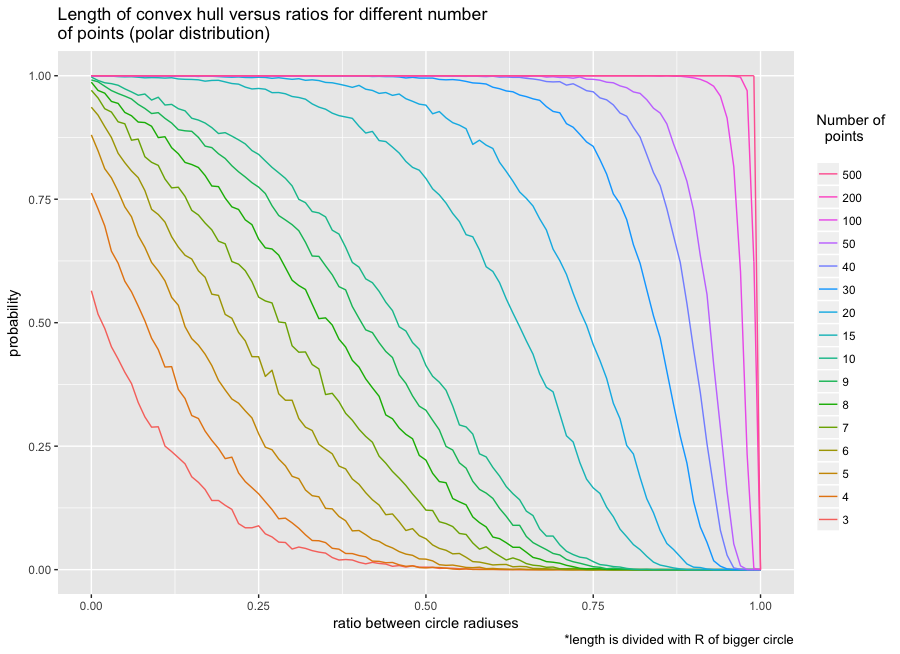 Length of convex hull versus ratios for different number
of points (polar distribution)
1.00
0.75
0.50
0.25
0.00
probability
0.00 0.25 0.50 0.75 1.00
ratio between circle radiuses
*length is divided with R of bigger circle
Number of
points
500
200
100
50
40
30
20
15
10
9
8
7
6
5
4
3